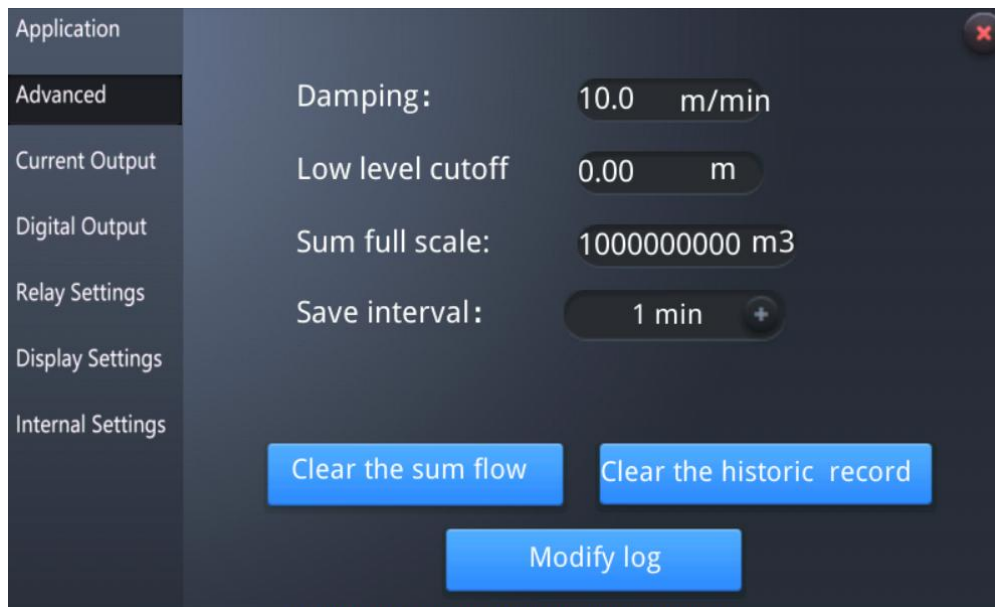 Application
Advanced
Current Output
Digital Output
Relay Settings
Display Settings
Internal Settings
Damping: 10.0 m/min
Low level cutoff 0.00 m
Sum full scale: 1000000000 m3
Save interval: 1 min +
Clear the sum flow
Clear the historic record
Modify log